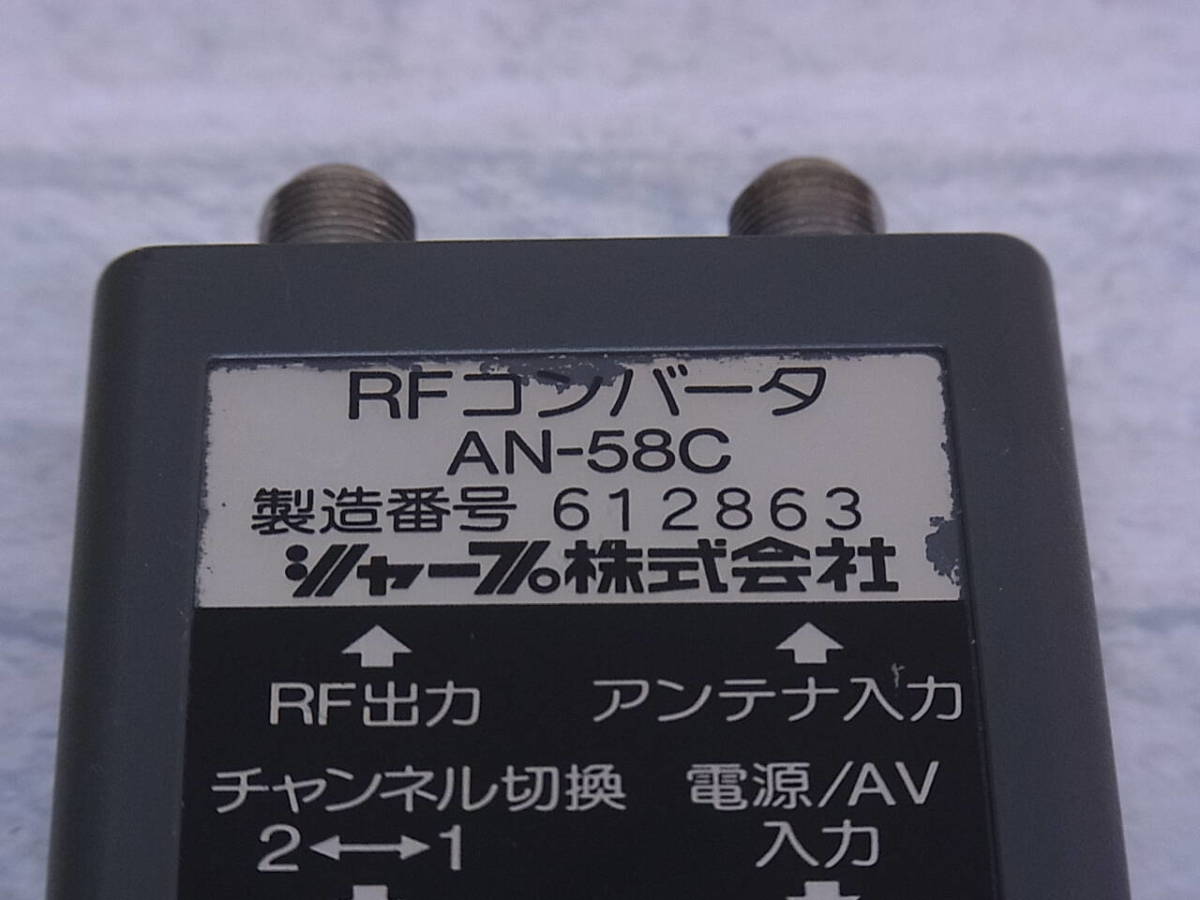 RFコンバータ
AN-58C
製造番号 612863
シャープ株式会社
RF出力
アンテナ入力
チャンネル切換
2↔1
電源/AV
入力